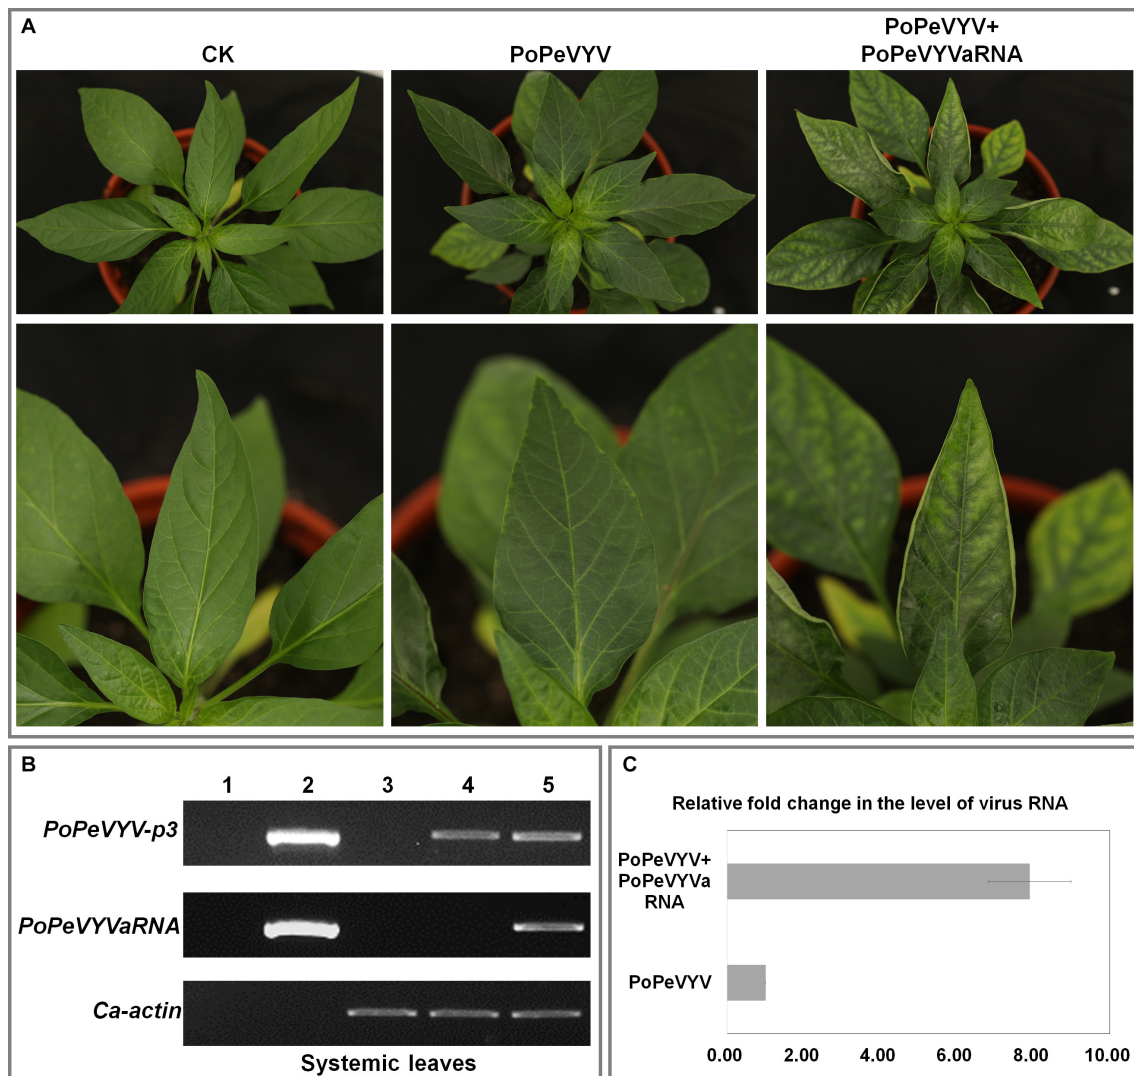 A
CK
PoPeVYV
PoPeVYV+
PoPeVYVaRNA
B
1 2 3 4 5
PoPeVYV-p3
PoPeVYVaRNA
Ca-actin
Systemic leaves
C
Relative fold change in the level of virus RNA
PoPeVYV+
PoPeVYVa
RNA
PoPeVYV
0.00 2.00 4.00 6.00 8.00 10.00